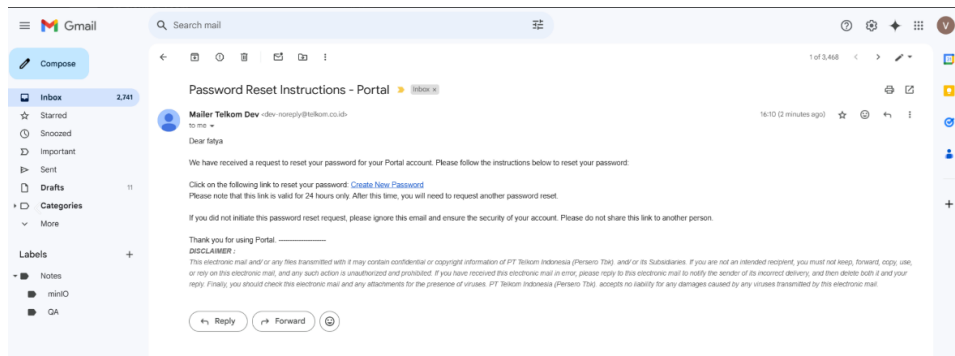 Gmail
Search mail
V
Compose
1 of 3,468
Inbox 2,741
Starred
Snoozed
Important
Sent
Drafts 11
Categories
More
Labels
Notes
minIO
QA
Password Reset Instructions - Portal Inbox x
Mailer Telkom Dev <dev-noreply@telkom.co.id> 16:10 (2 minutes ago)
to me
Dear fatya
We have received a request to reset your password for your Portal account. Please follow the instructions below to reset your password:
Click on the following link to reset your password: Create New Password
Please note that this link is valid for 24 hours only. After this time, you will need to request another password reset.
If you did not initiate this password reset request, please ignore this email and ensure the security of your account. Please do not share this link to another person.
Thank you for using Portal. --------------------
DISCLAIMER :
This electronic mail and/ or any files transmitted with it may contain confidential or copyright information of PT Telkom Indonesia (Persero Tbk). and/ or its Subsidiaries. If you are not an intended recipient, you must not keep, forward, copy, use,
or rely on this electronic mail, and any such action is unauthorized and prohibited. If you have received this electronic mail in error, please reply to this electronic mail to notify the sender of its incorrect delivery, and then delete both it and your
reply. Finally, you should check this electronic mail and any attachments for the presence of viruses. PT Telkom Indonesia (Persero Tbk). accepts no liability for any damages caused by any viruses transmitted by this electronic mail.
Reply
Forward